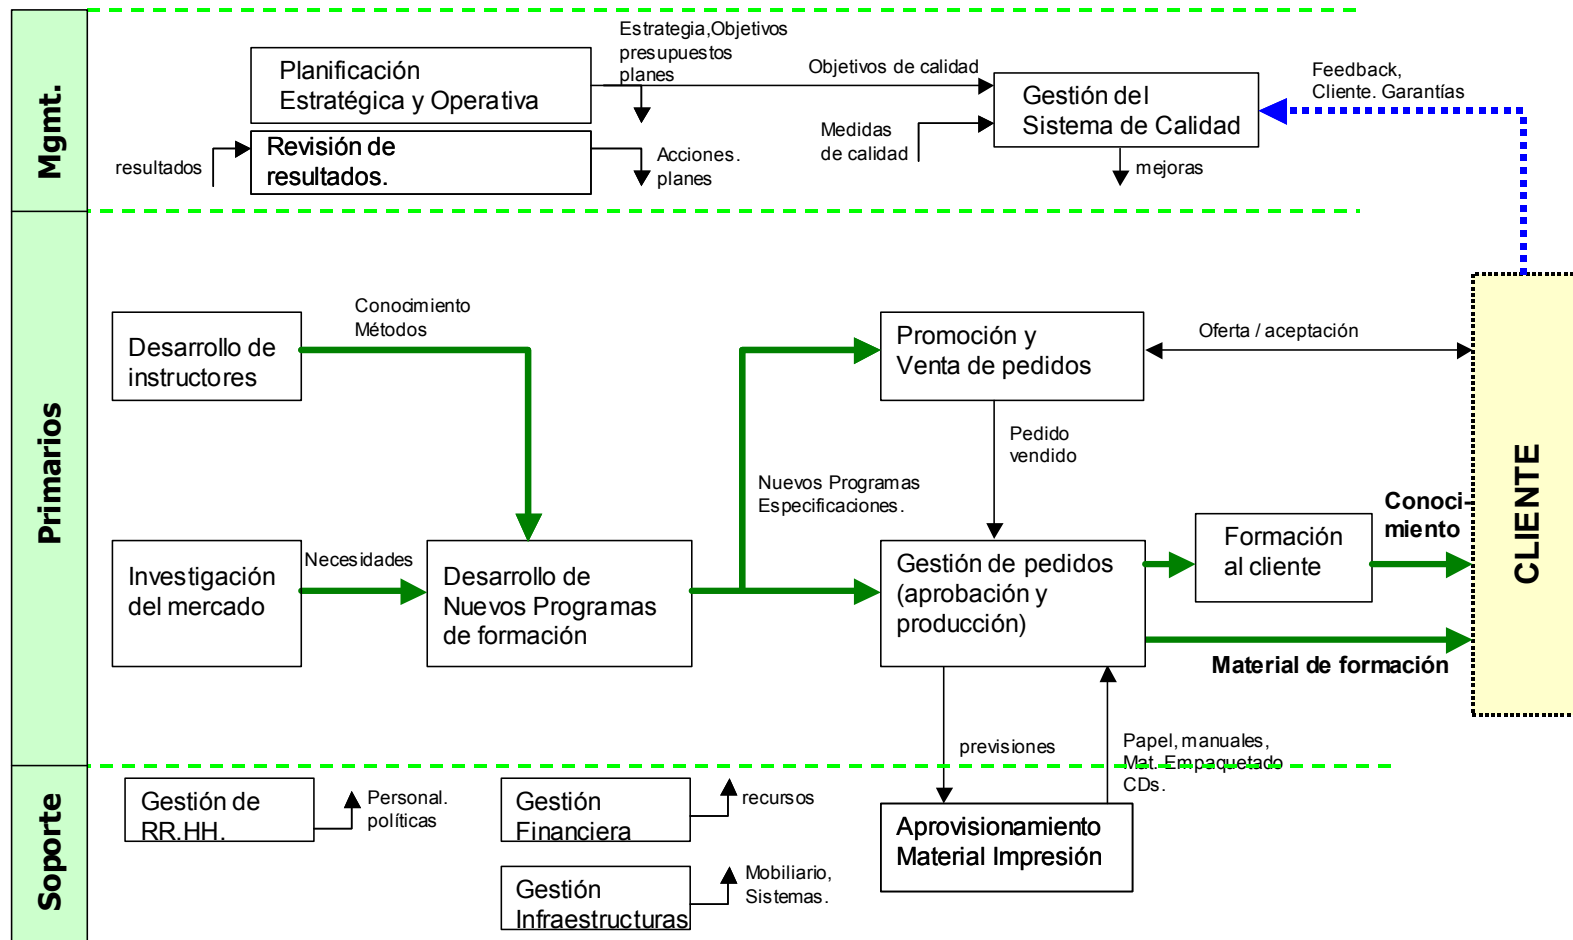 Mgmt.
Planificación
Estratégica y Operativa
Estrategia,Objetivos
presupuestos
planes
Objetivos de calidad
Gestión del
Sistema de Calidad
Feedback,
Cliente. Garantías
Medidas
de calidad
mejoras
resultados
Revisión de
resultados.
Acciones.
planes
Primarios
Desarrollo de
instructores
Conocimiento
Métodos
Promoción y
Venta de pedidos
Oferta / aceptación
Pedido
vendido
Nuevos Programas
Especificaciones.
Investigación
del mercado
Necesidades
Desarrollo de
Nuevos Programas
de formación
Gestión de pedidos
(aprobación y
producción)
Formación
al cliente
Conoci-
miento
Material de formación
CLIENTE
previsiones
Papel, manuales,
Mat. Empaquetado
CDs.
Soporte
Gestión de
RR.HH.
Personal.
políticas
Gestión
Financiera
recursos
Gestión
Infraestructuras
Mobiliario,
Sistemas.
Aprovisionamiento
Material Impresión